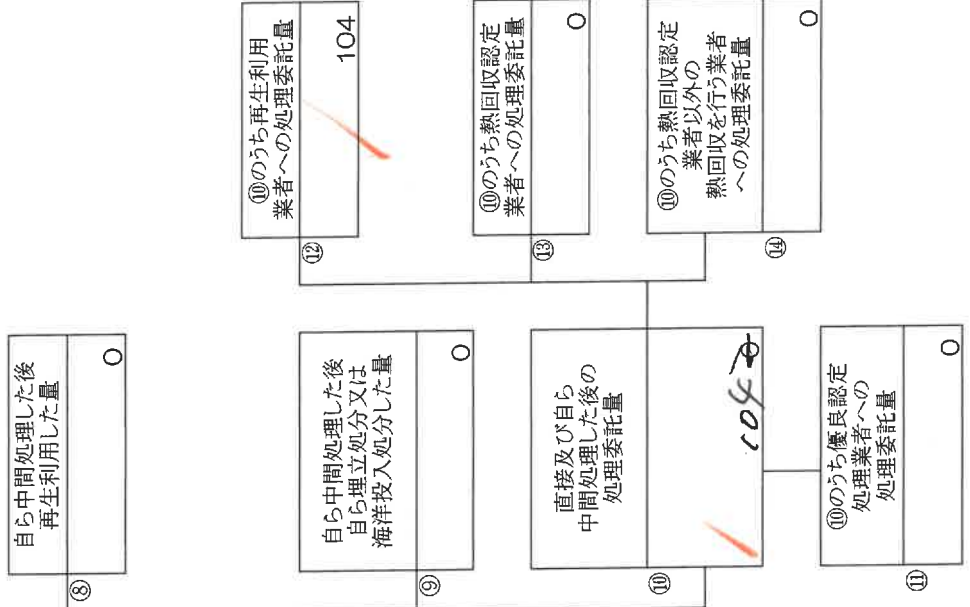 ⑧
自ら中間処理した後
再生利用した量
0
⑨
自ら中間処理した後
自ら埋立処分又は
海洋投入処分した量
0
⑩
直接及び自ら
中間処理した後の
処理委託量
104
0
⑪
⑩のうち優良認定
処理業者への
処理委託量
0
⑫
⑩のうち再生利用
業者への処理委託量
104
⑬
⑩のうち熱回収認定
業者への処理委託量
0
⑭
⑩のうち熱回収認定
業者以外の
熱回収を行う業者
への処理委託量
0